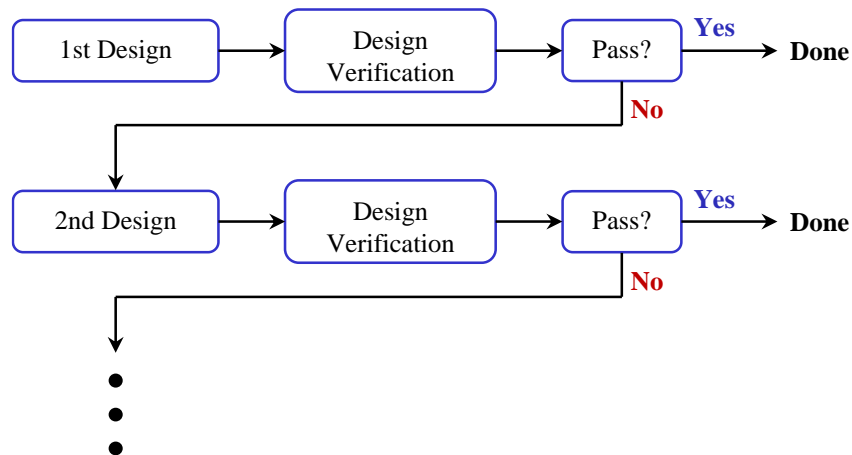 1st Design
Design
Verification
Pass?
Yes
Done
No
2nd Design
Design
Verification
Pass?
Yes
Done
No